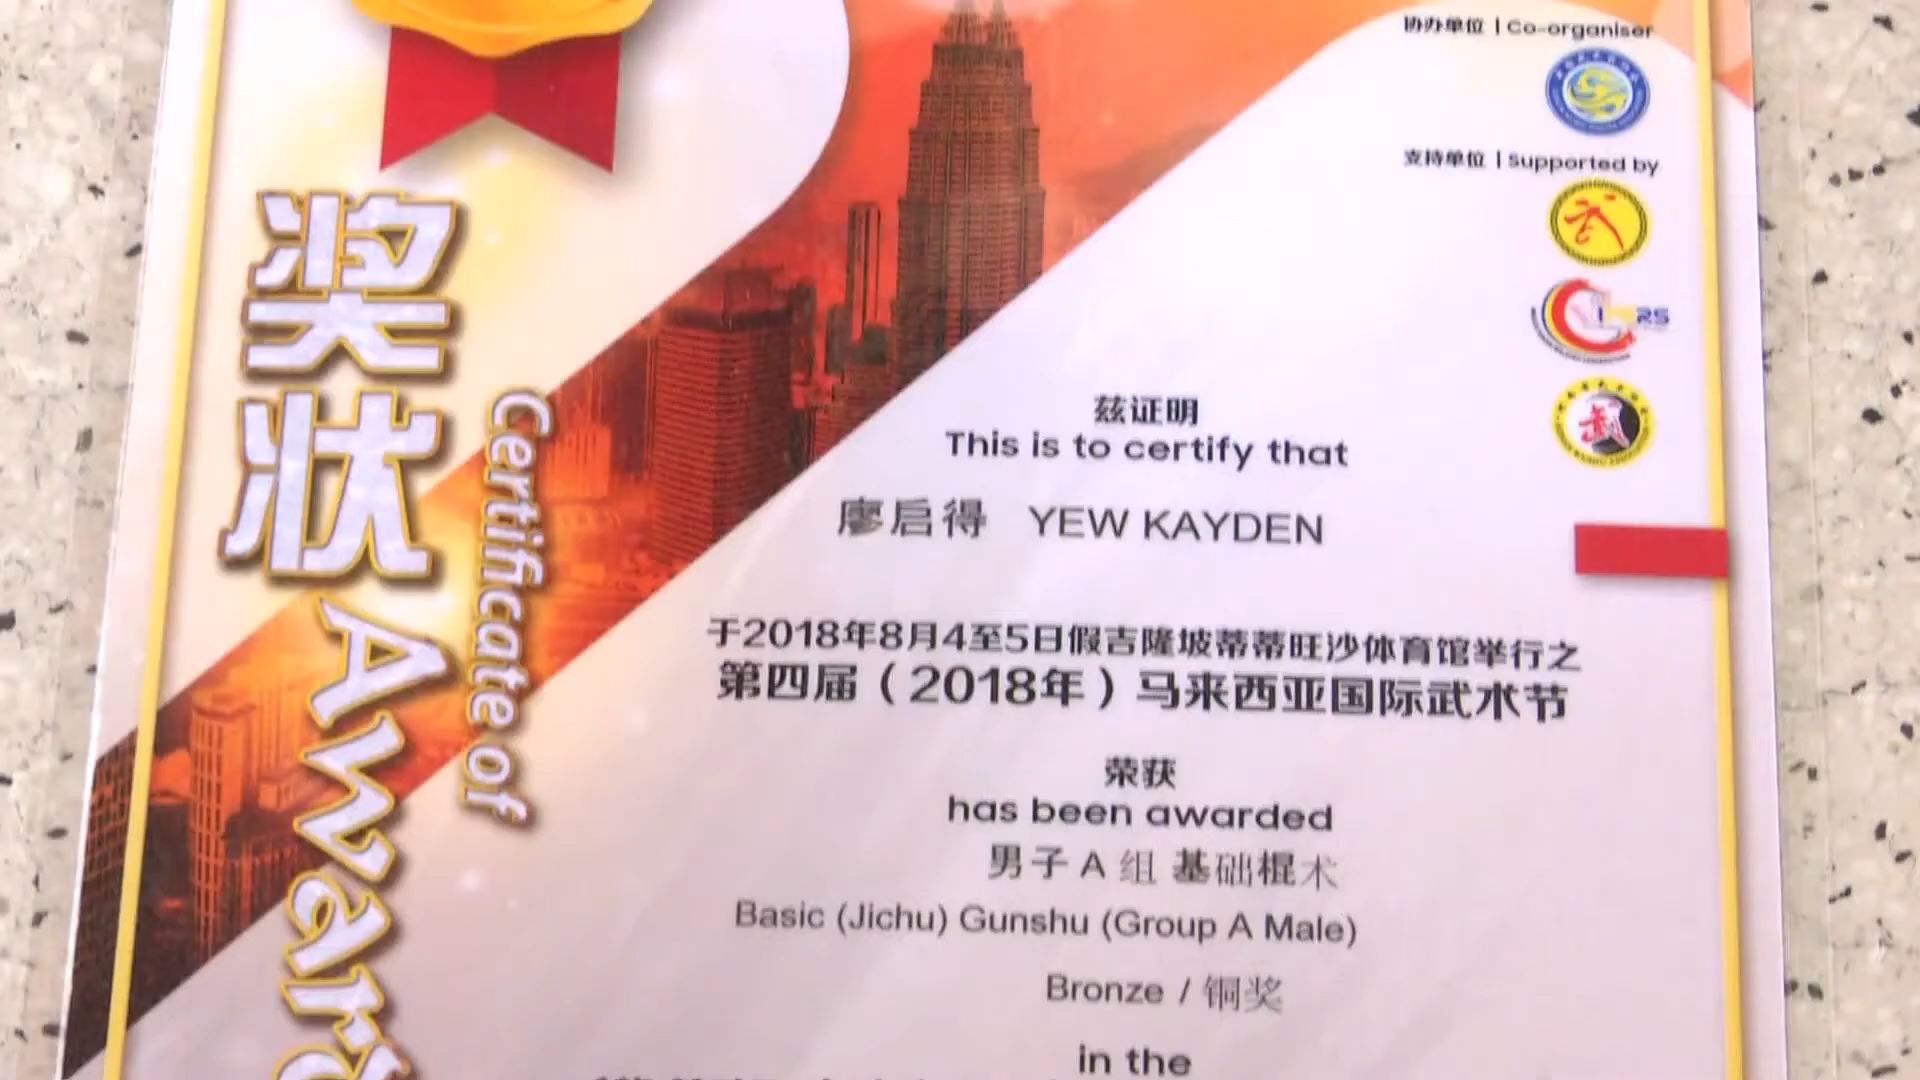 协办单位 | Co-organiser
支持单位 | Supported by
奖状
Certificate of
Award
兹证明
This is to certify that
廖启得 YEW KAYDEN
于2018年8月4至5日假吉隆坡蒂蒂旺沙体育馆举行之
第四届（2018年）马来西亚国际武术节
荣获
has been awarded
男子 A 组 基础棍术
Basic (Jichu) Gunshu (Group A Male)
Bronze / 铜奖
in the